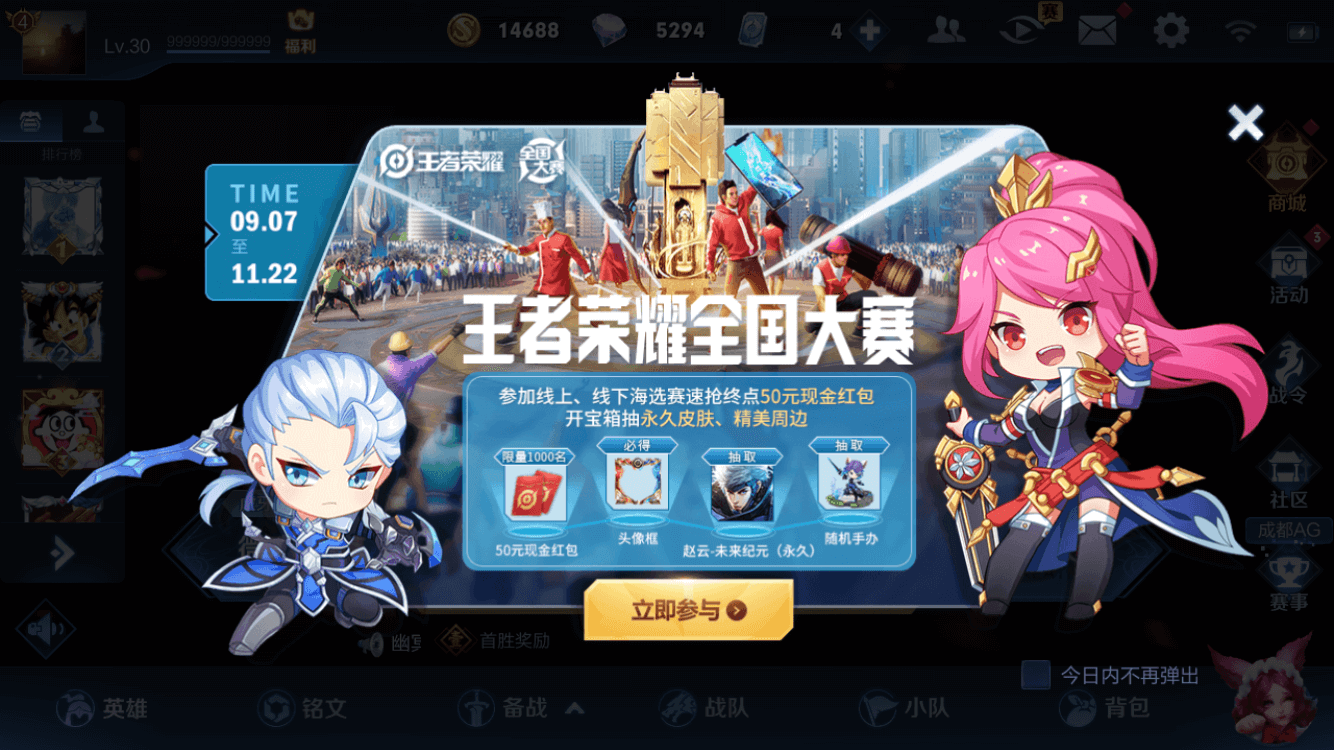 4
Lv.30
999999/999999
福利
14688
5294
4
赛
排行榜
1
2
3
王者荣耀
全国大赛
TIME
09.07
至
11.22
王者荣耀全国大赛
参加线上、线下海选赛速抢终点50元现金红包
开宝箱抽永久皮肤、精美周边
限量1000名
必得
抽取
抽取
50元现金红包
头像框
赵云-未来纪元（永久）
随机手办
立即参与
商城
3
活动
战令
社区
成都AG
赛事
首胜奖励
今日内不再弹出
英雄
铭文
备战
战队
小队
背包